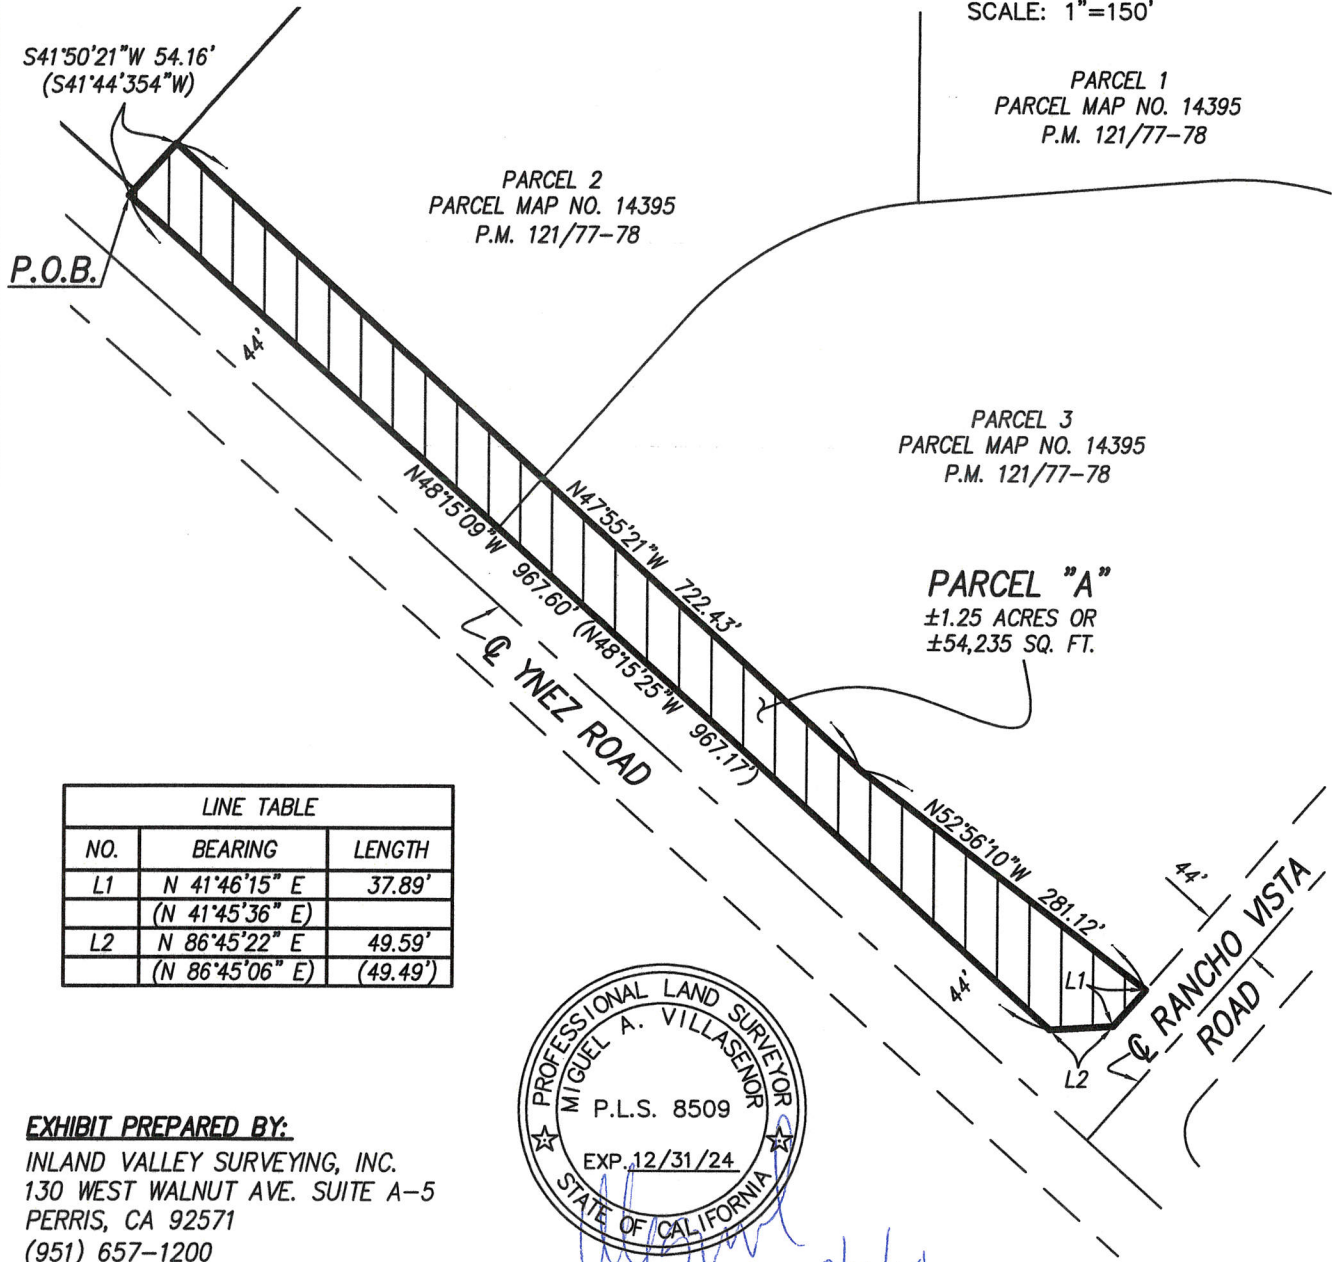 SCALE: 1"=150'
S41°50'21"W 54.16'
(S41°44'354"W)
PARCEL 1
PARCEL MAP NO. 14395
P.M. 121/77-78
PARCEL 2
PARCEL MAP NO. 14395
P.M. 121/77-78
P.O.B.
44'
PARCEL 3
PARCEL MAP NO. 14395
P.M. 121/77-78
N48°15'09"W 967.60' (N48°15'25"W 967.17')
N47°55'21"W 722.43'
PARCEL "A"
±1.25 ACRES OR
±54,235 SQ. FT.
℄ YNEZ ROAD
N52°56'10"W 281.12'
LINE TABLE
NO. BEARING LENGTH
L1 N 41°46'15" E 37.89'
(N 41°45'36" E)
L2 N 86°45'22" E 49.59'
(N 86°45'06" E) (49.49')
44'
44'
L1
L2
℄ RANCHO VISTA
ROAD
PROFESSIONAL LAND SURVEYOR
MIGUEL A. VILLASENOR
P.L.S. 8509
EXP. 12/31/24
STATE OF CALIFORNIA
EXHIBIT PREPARED BY:
INLAND VALLEY SURVEYING, INC.
130 WEST WALNUT AVE. SUITE A-5
PERRIS, CA 92571
(951) 657-1200